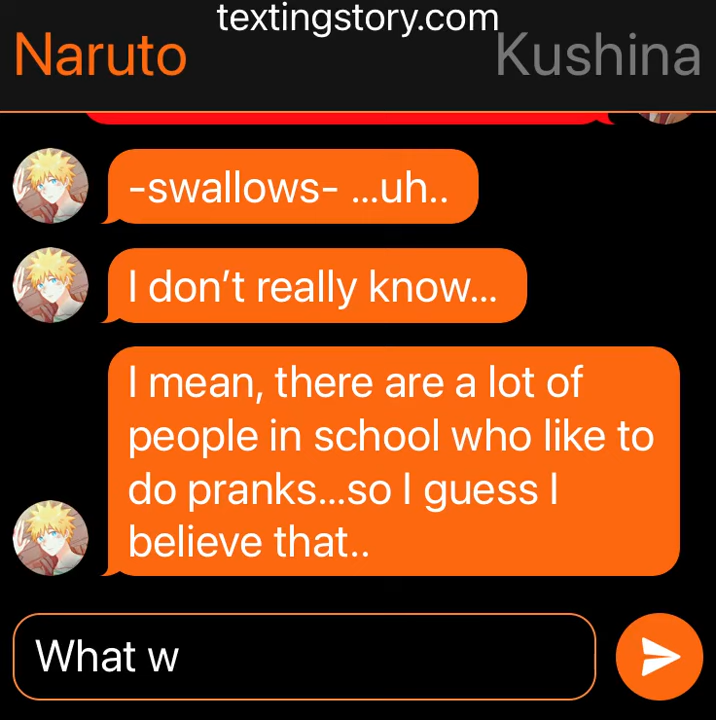 textingstory.com
Naruto Kushina
-swallows- ...uh..
I don’t really know...
I mean, there are a lot of
people in school who like to
do pranks...so I guess I
believe that..
What w